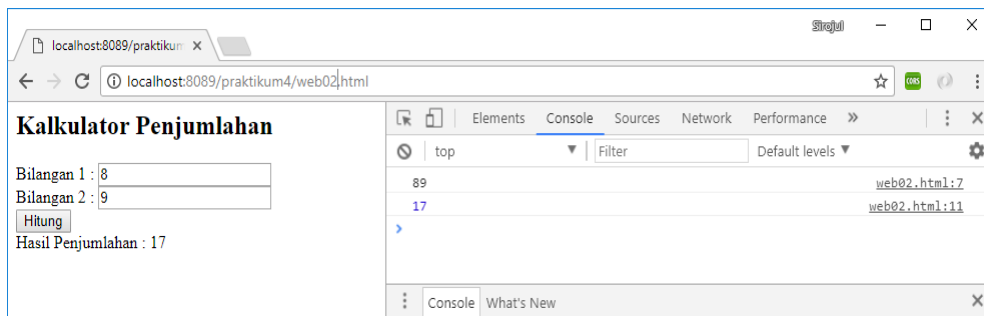 Sirojul
localhost:8089/praktikum
localhost:8089/praktikum4/web02.html
CORS
Kalkulator Penjumlahan
Bilangan 1 : 8
Bilangan 2 : 9
Hitung
Hasil Penjumlahan : 17
Elements Console Sources Network Performance »
top Filter Default levels
89 web02.html:7
17 web02.html:11
>
Console What's New